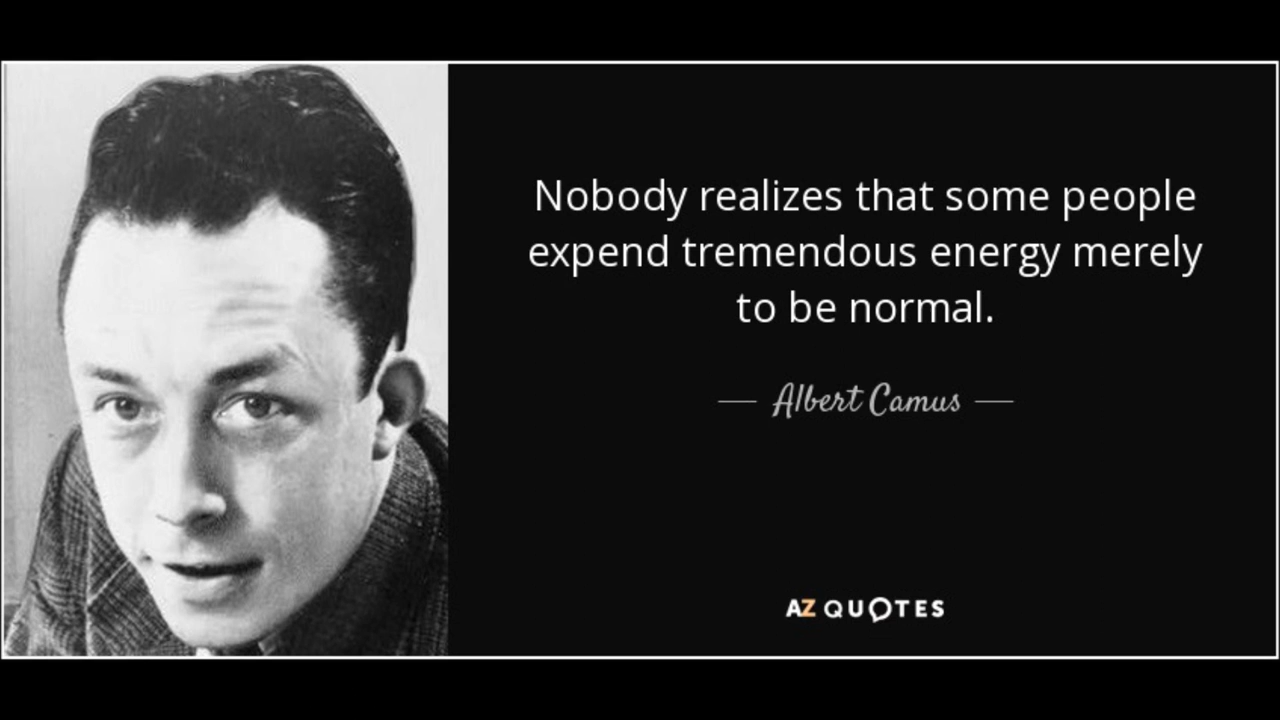 Nobody realizes that some people
expend tremendous energy merely
to be normal.
Albert Camus
AZ QUOTES